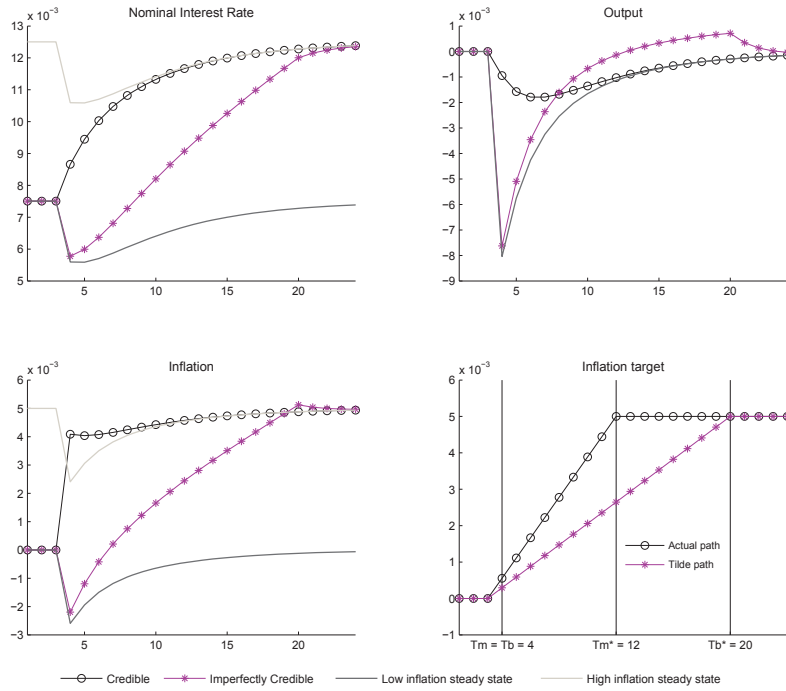 Nominal Interest Rate
x 10⁻³
13
12
11
10
9
8
7
6
5
5 10 15 20
Output
x 10⁻³
1
0
−1
−2
−3
−4
−5
−6
−7
−8
−9
5 10 15 20
Inflation
x 10⁻³
6
5
4
3
2
1
0
−1
−2
−3
5 10 15 20
Inflation target
x 10⁻³
6
5
4
3
2
1
0
−1
Actual path
Tilde path
Tm = Tb = 4 Tm* = 12 Tb* = 20
Credible Imperfectly Credible Low inflation steady state High inflation steady state